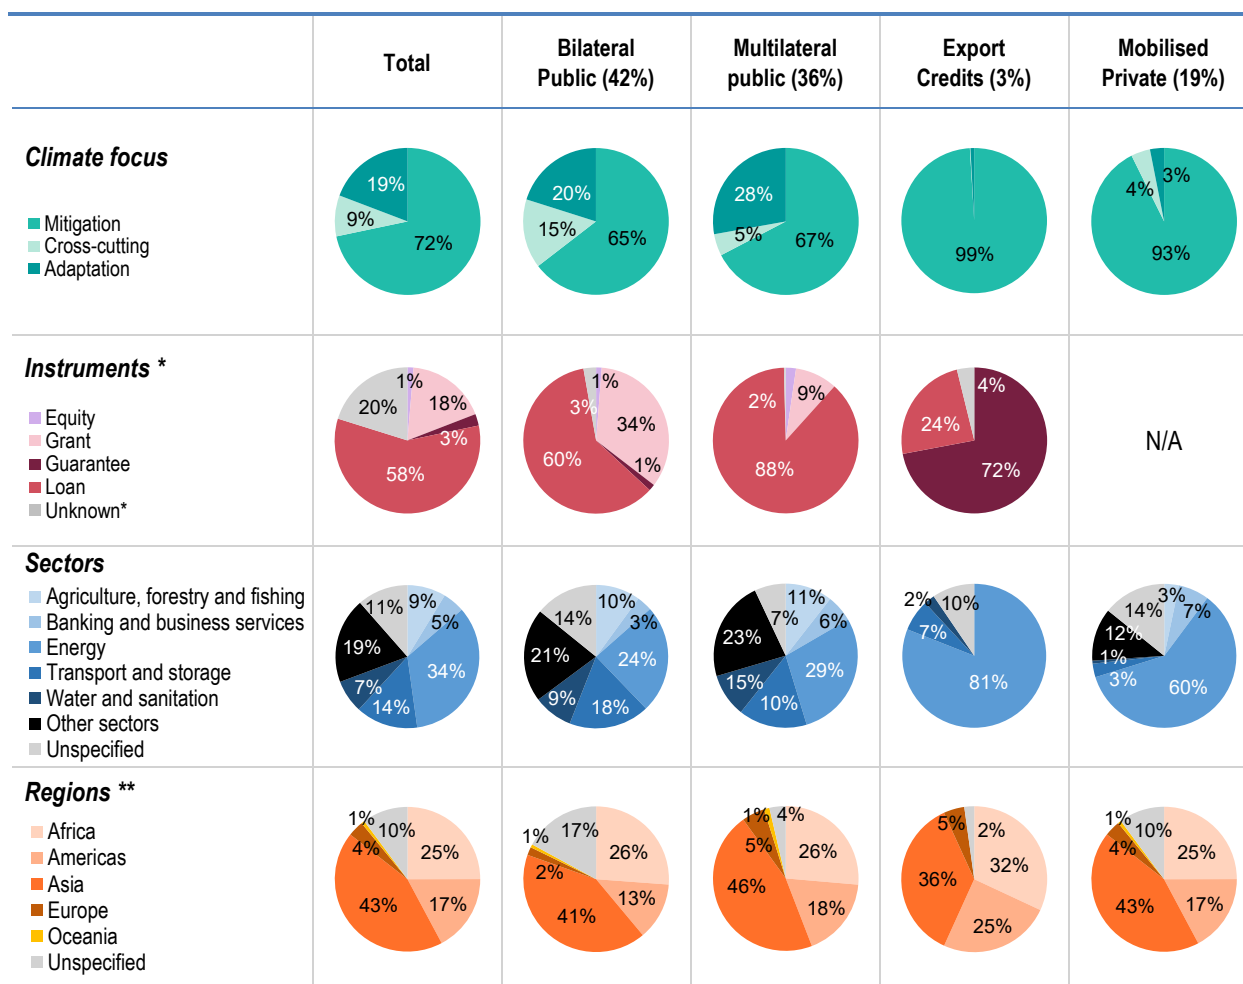 Total
Bilateral
Public (42%)
Multilateral
public (36%)
Export
Credits (3%)
Mobilised
Private (19%)
Climate focus
Mitigation
Cross-cutting
Adaptation
19%
9%
72%
20%
15%
65%
28%
5%
67%
99%
3%
4%
93%
Instruments *
Equity
Grant
Guarantee
Loan
Unknown*
1%
18%
20%
3%
58%
1%
3%
34%
1%
60%
2%
9%
88%
4%
24%
72%
N/A
Sectors
Agriculture, forestry and fishing
Banking and business services
Energy
Transport and storage
Water and sanitation
Other sectors
Unspecified
11%
9%
5%
19%
34%
7%
14%
14%
10%
3%
21%
24%
9%
18%
7%
11%
6%
23%
29%
15%
10%
2%
10%
7%
81%
14%
3%
7%
12%
1%
3%
60%
Regions **
Africa
Americas
Asia
Europe
Oceania
Unspecified
1%
10%
4%
25%
43%
17%
1%
17%
2%
26%
41%
13%
1%
4%
5%
26%
46%
18%
5%
2%
32%
36%
25%
1%
10%
4%
25%
43%
17%